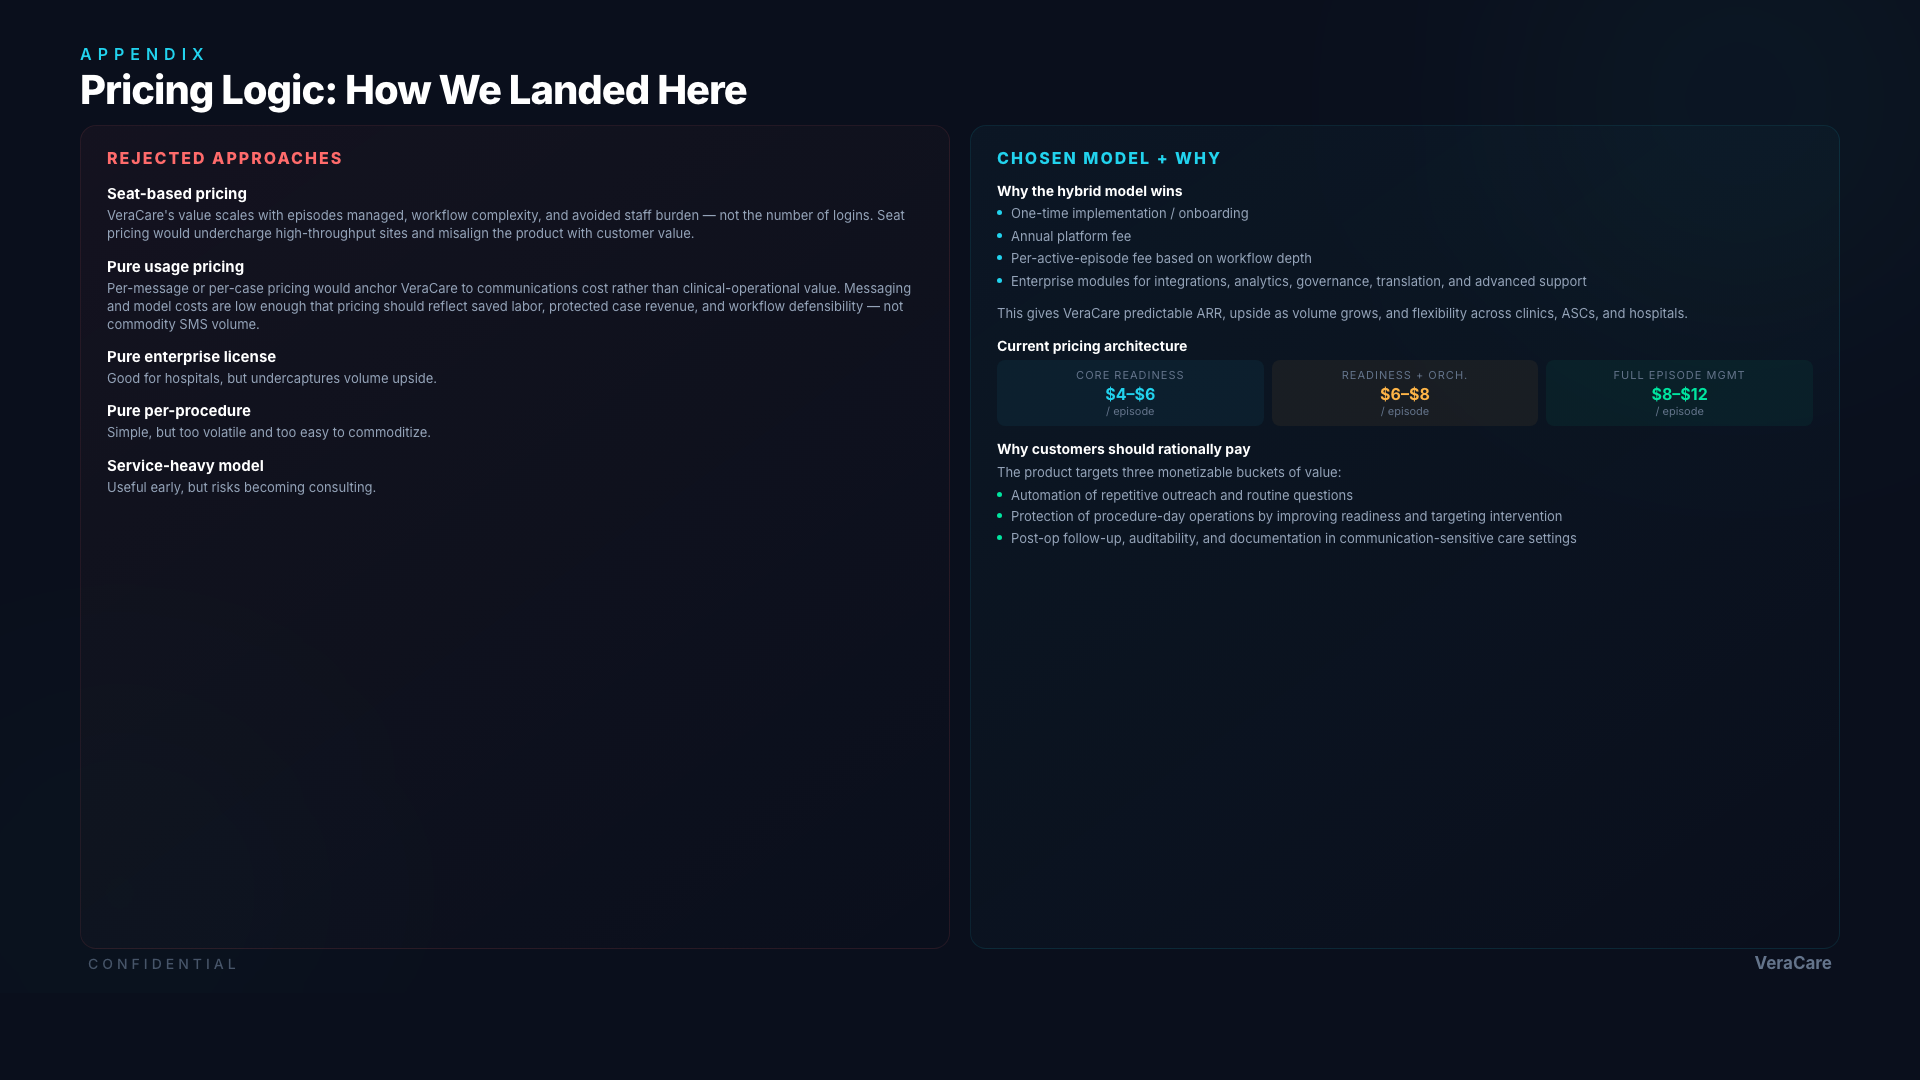 APPENDIX
Pricing Logic: How We Landed Here
REJECTED APPROACHES
Seat-based pricing
VeraCare's value scales with episodes managed, workflow complexity, and avoided staff burden — not the number of logins. Seat
pricing would undercharge high-throughput sites and misalign the product with customer value.
Pure usage pricing
Per-message or per-case pricing would anchor VeraCare to communications cost rather than clinical-operational value. Messaging
and model costs are low enough that pricing should reflect saved labor, protected case revenue, and workflow defensibility — not
commodity SMS volume.
Pure enterprise license
Good for hospitals, but undercaptures volume upside.
Pure per-procedure
Simple, but too volatile and too easy to commoditize.
Service-heavy model
Useful early, but risks becoming consulting.
CHOSEN MODEL + WHY
Why the hybrid model wins
• One-time implementation / onboarding
• Annual platform fee
• Per-active-episode fee based on workflow depth
• Enterprise modules for integrations, analytics, governance, translation, and advanced support
This gives VeraCare predictable ARR, upside as volume grows, and flexibility across clinics, ASCs, and hospitals.
Current pricing architecture
CORE READINESS
$4–$6
/ episode
READINESS + ORCH.
$6–$8
/ episode
FULL EPISODE MGMT
$8–$12
/ episode
Why customers should rationally pay
The product targets three monetizable buckets of value:
• Automation of repetitive outreach and routine questions
• Protection of procedure-day operations by improving readiness and targeting intervention
• Post-op follow-up, auditability, and documentation in communication-sensitive care settings
CONFIDENTIAL
VeraCare